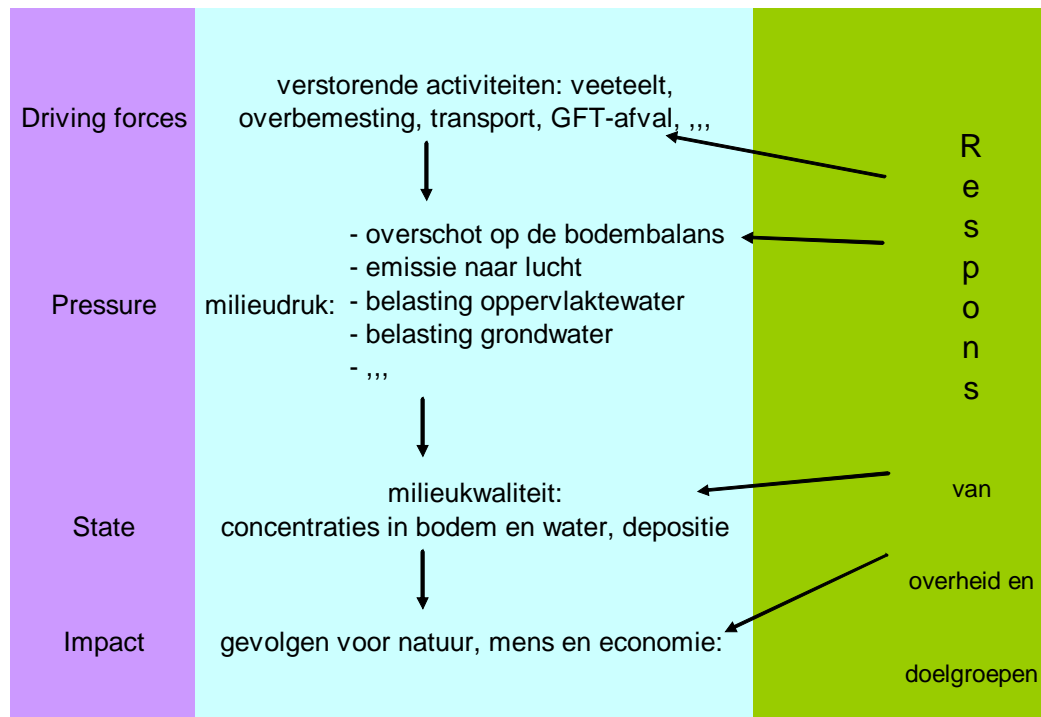 Driving forces
verstorende activiteiten: veeteelt,
overbemesting, transport, GFT-afval, ,,,
Pressure
milieudruk:
- overschot op de bodembalans
- emissie naar lucht
- belasting oppervlaktewater
- belasting grondwater
- ,,,
State
milieukwaliteit:
concentraties in bodem en water, depositie
Impact
gevolgen voor natuur, mens en economie:
R
e
s
p
o
n
s
van
overheid en
doelgroepen